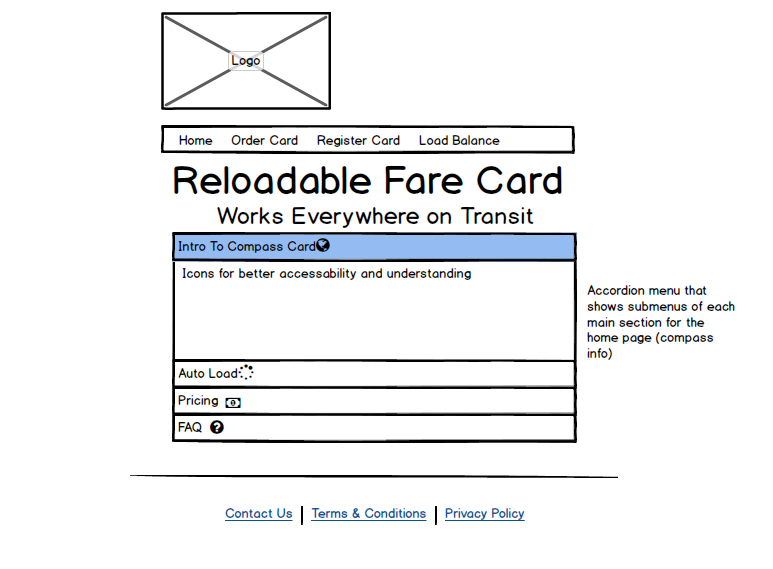 Logo
Home Order Card Register Card Load Balance
Reloadable Fare Card
Works Everywhere on Transit
Intro To Compass Card
Icons for better accessability and understanding
Accordion menu that
shows submenus of each
main section for the
home page (compass
info)
Auto Load
Pricing
FAQ ?
Contact Us | Terms & Conditions | Privacy Policy